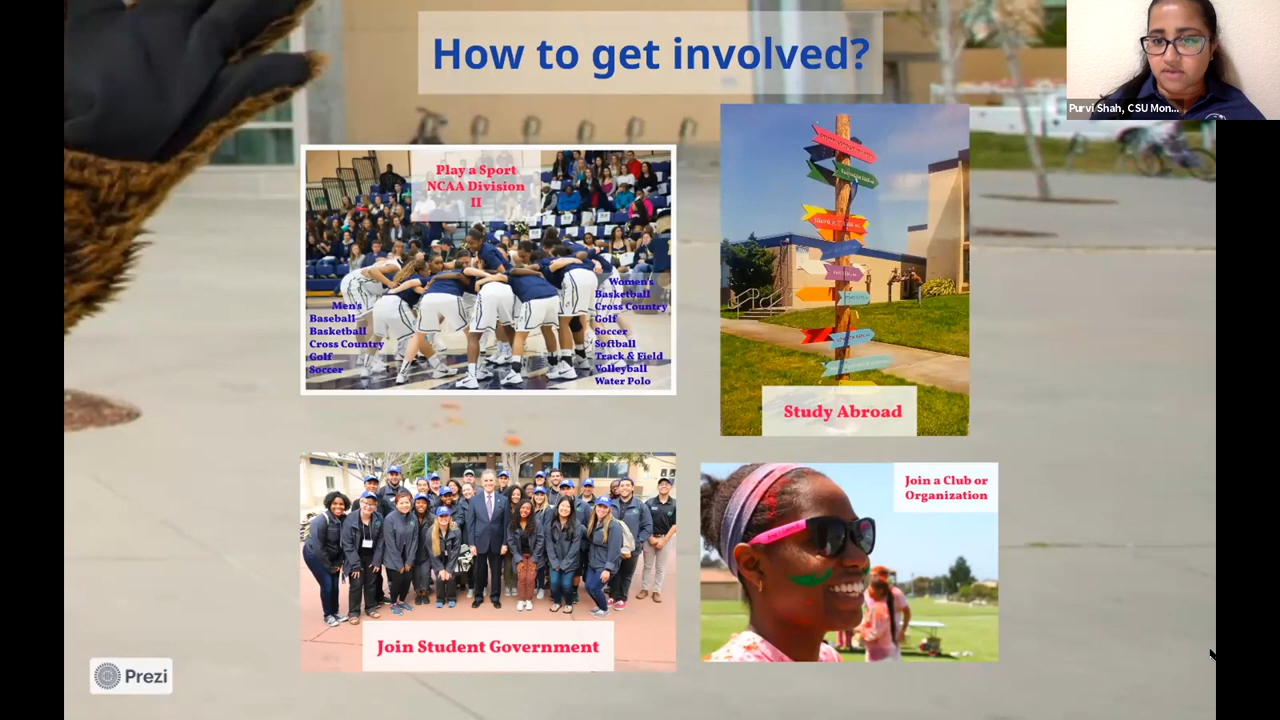 How to get involved?
Purvi Shah, CSU Mon...
Play a Sport
NCAA Division
II
Men's
Baseball
Basketball
Cross Country
Golf
Soccer
Women's
Basketball
Cross Country
Golf
Soccer
Softball
Track & Field
Volleyball
Water Polo
Study Abroad
Join Student Government
Join a Club or
Organization
Prezi